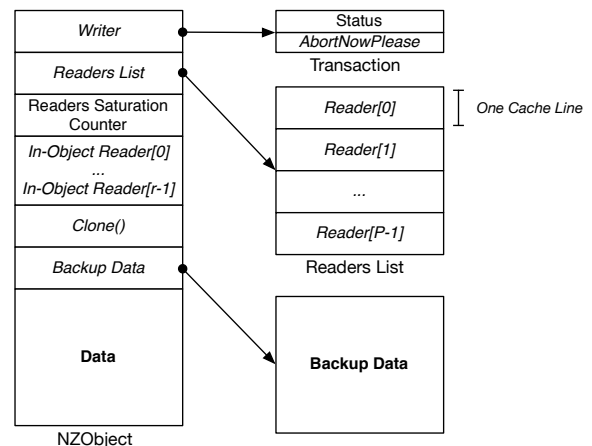 Writer
Readers List
Readers Saturation
Counter
In-Object Reader[0]
...
In-Object Reader[r-1]
Clone()
Backup Data
Data
NZObject
Status
AbortNowPlease
Transaction
Reader[0]
One Cache Line
Reader[1]
...
Reader[P-1]
Readers List
Backup Data